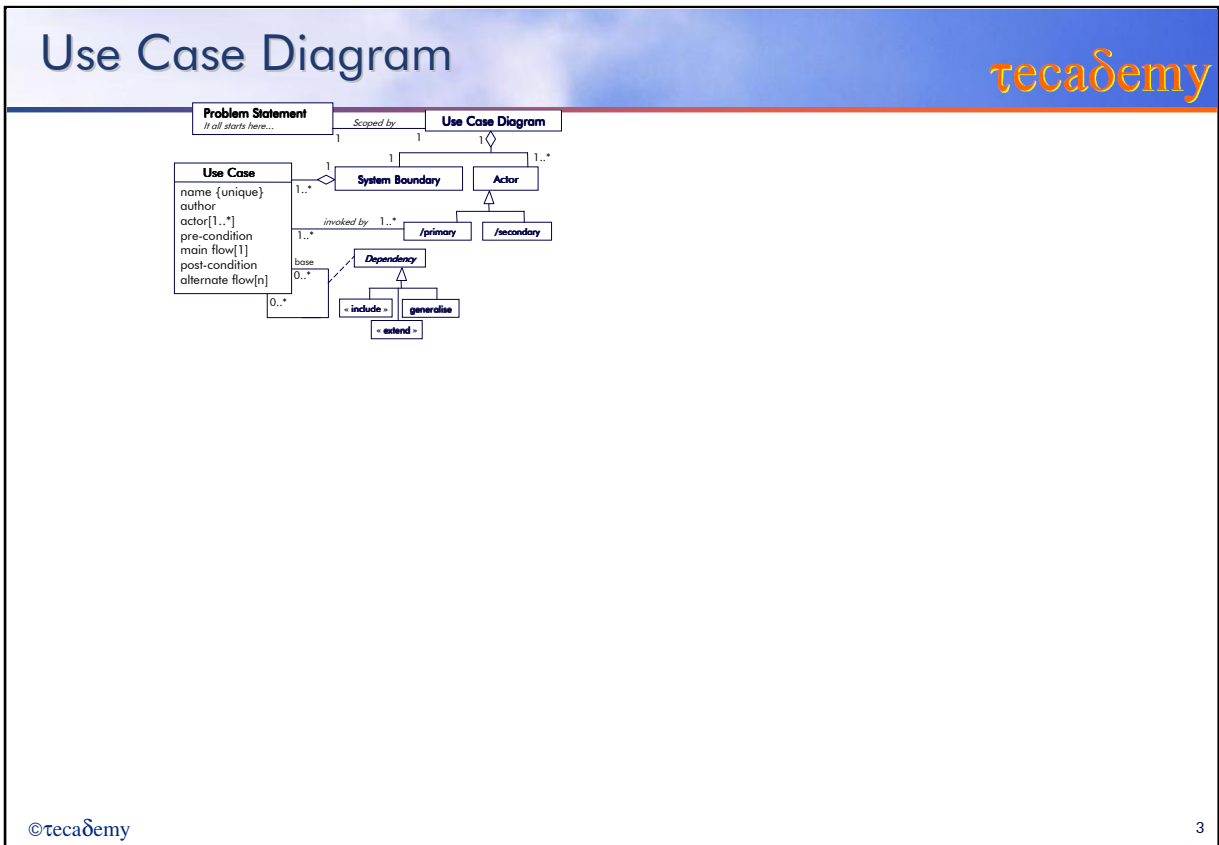 Use Case Diagram
τecaδemy
Problem Statement
It all starts here...
Scoped by
1
1
Use Case Diagram
1
1
1..*
System Boundary
Actor
1
1..*
Use Case
name {unique}
author
actor[1..*]
pre-condition
main flow[1]
post-condition
alternate flow[n]
invoked by
1..*
1..*
/primary
/secondary
base
0..*
0..*
Dependency
« include »
generalise
« extend »
©τecaδemy
3